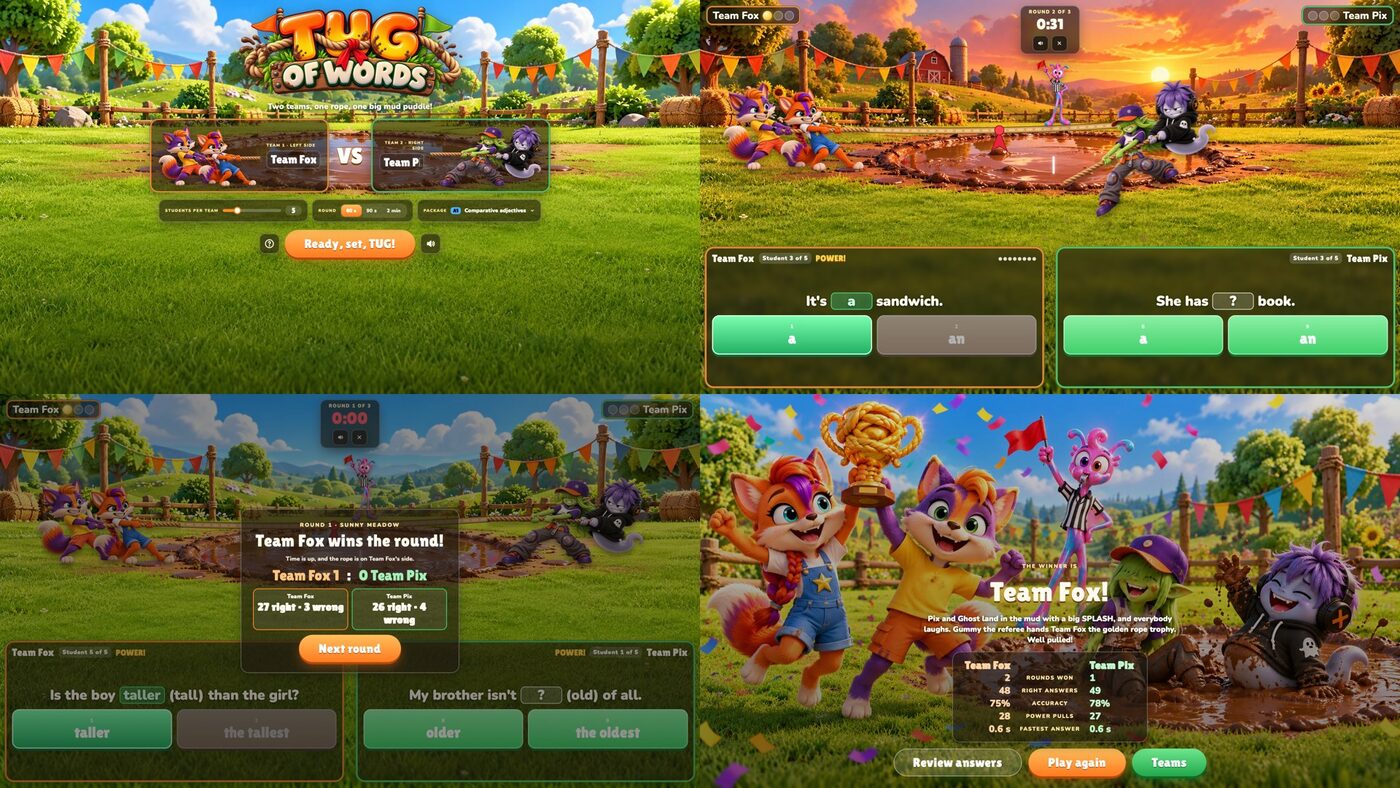 TUG
OF WORDS
Two teams, one rope, one big mud puddle!
TEAM 1 · LEFT SIDE
Team Fox
VS
TEAM 2 · RIGHT SIDE
Team P
STUDENTS PER TEAM
5
ROUND
60 s
90 s
2 min
PACKAGE
A1
Comparative adjectives
?
Ready, set, TUG!
Team Fox
ROUND 2 OF 3
0:31
Team Pix
Team Fox
Student 3 of 5
POWER!
It's a sandwich.
1
a
2
an
Student 3 of 5
Team Pix
She has ? book.
a
an
Team Fox
ROUND 1 OF 3
0:00
Team Pix
ROUND 1 · SUNNY MEADOW
Team Fox wins the round!
Time is up, and the rope is on Team Fox's side.
Team Fox 1 : 0 Team Pix
Team Fox
27 right · 3 wrong
Team Pix
26 right · 4 wrong
Next round
Team Fox
Student 5 of 5
POWER!
Is the boy taller (tall) than the girl?
taller
the tallest
POWER!
Student 1 of 5
Team Pix
My brother isn't ? (old) of all.
older
the oldest
THE WINNER IS
Team Fox!
Pix and Ghost land in the mud with a big SPLASH, and everybody
laughs. Gummy the referee hands Team Fox the golden rope trophy.
Well pulled!
Team Fox
Team Pix
2 ROUNDS WON 1
48 RIGHT ANSWERS 49
75% ACCURACY 78%
28 POWER PULLS 27
0.6 s FASTEST ANSWER 0.6 s
Review answers
Play again
Teams